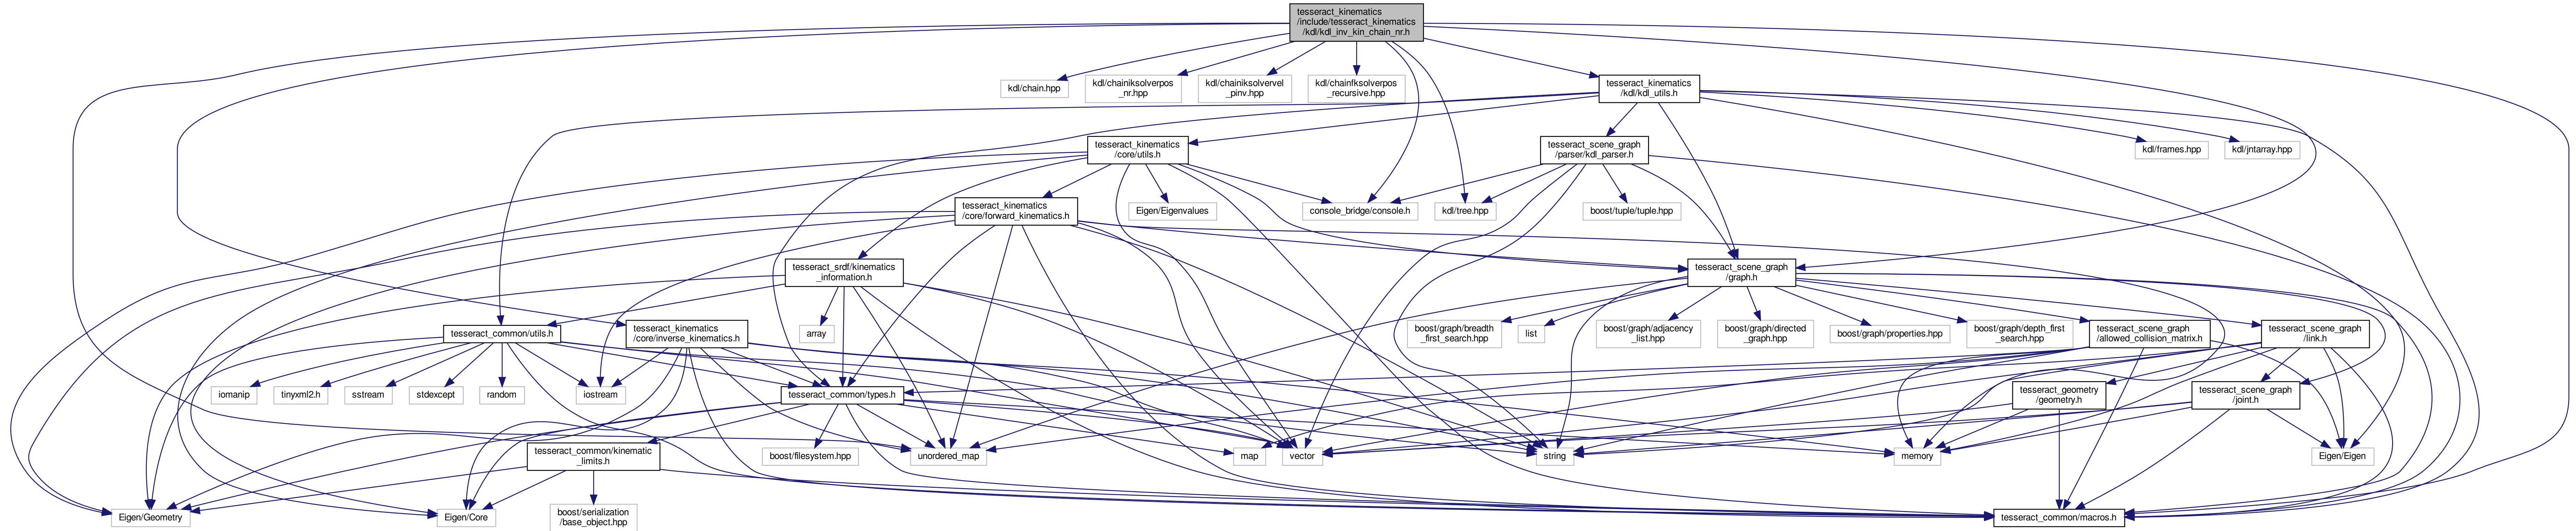 tesseract_kinematics
/include/tesseract_kinematics
/kdl/kdl_inv_kin_chain_nr.h
kdl/chain.hpp
kdl/chainiksolverpos
_nr.hpp
kdl/chainiksolvervel
_pinv.hpp
kdl/chainfksolverpos
_recursive.hpp
tesseract_kinematics
/kdl/kdl_utils.h
tesseract_kinematics
/core/utils.h
tesseract_scene_graph
/parser/kdl_parser.h
kdl/frames.hpp
kdl/jntarray.hpp
tesseract_kinematics
/core/forward_kinematics.h
Eigen/Eigenvalues
console_bridge/console.h
kdl/tree.hpp
boost/tuple/tuple.hpp
tesseract_srdf/kinematics
_information.h
tesseract_scene_graph
/graph.h
tesseract_common/utils.h
tesseract_kinematics
/core/inverse_kinematics.h
array
boost/graph/breadth
_first_search.hpp
list
boost/graph/adjacency
_list.hpp
boost/graph/directed
_graph.hpp
boost/graph/properties.hpp
boost/graph/depth_first
_search.hpp
tesseract_scene_graph
/allowed_collision_matrix.h
tesseract_scene_graph
/link.h
iomanip
tinyxml2.h
sstream
stdexcept
random
iostream
tesseract_common/types.h
tesseract_geometry
/geometry.h
tesseract_scene_graph
/joint.h
tesseract_common/kinematic
_limits.h
boost/filesystem.hpp
unordered_map
map
vector
string
memory
Eigen/Eigen
Eigen/Geometry
Eigen/Core
boost/serialization
/base_object.hpp
tesseract_common/macros.h